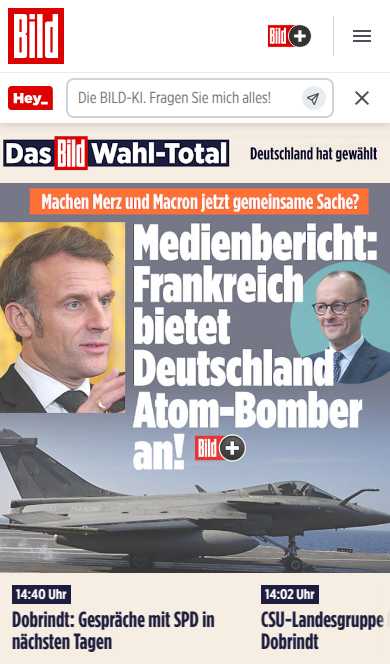 Bild
Bild+
Hey_
Die BILD-KI. Fragen Sie mich alles!
Das Bild Wahl-Total
Deutschland hat gewählt
Machen Merz und Macron jetzt gemeinsame Sache?
Medienbericht:
Frankreich
bietet
Deutschland
Atom-Bomber
an! Bild+
14:40 Uhr
Dobrindt: Gespräche mit SPD in
nächsten Tagen
14:02 Uhr
CSU-Landesgruppe
Dobrindt